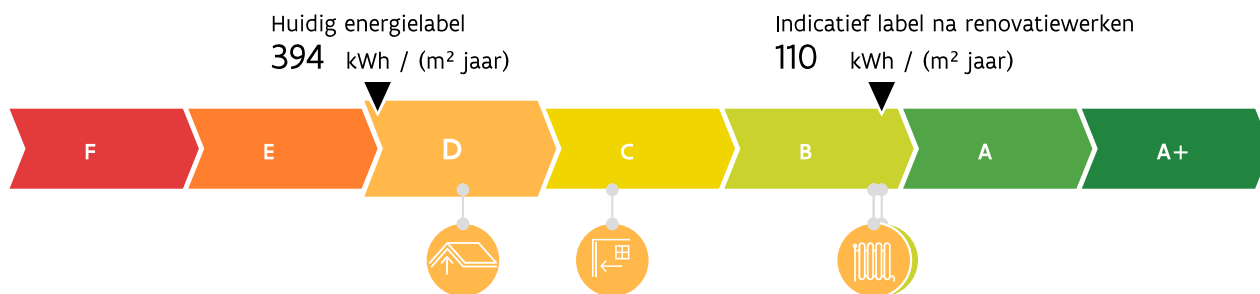 Huidig energielabel
394 kWh / (m² jaar)
Indicatief label na renovatiewerken
110 kWh / (m² jaar)
F E D C B A A+